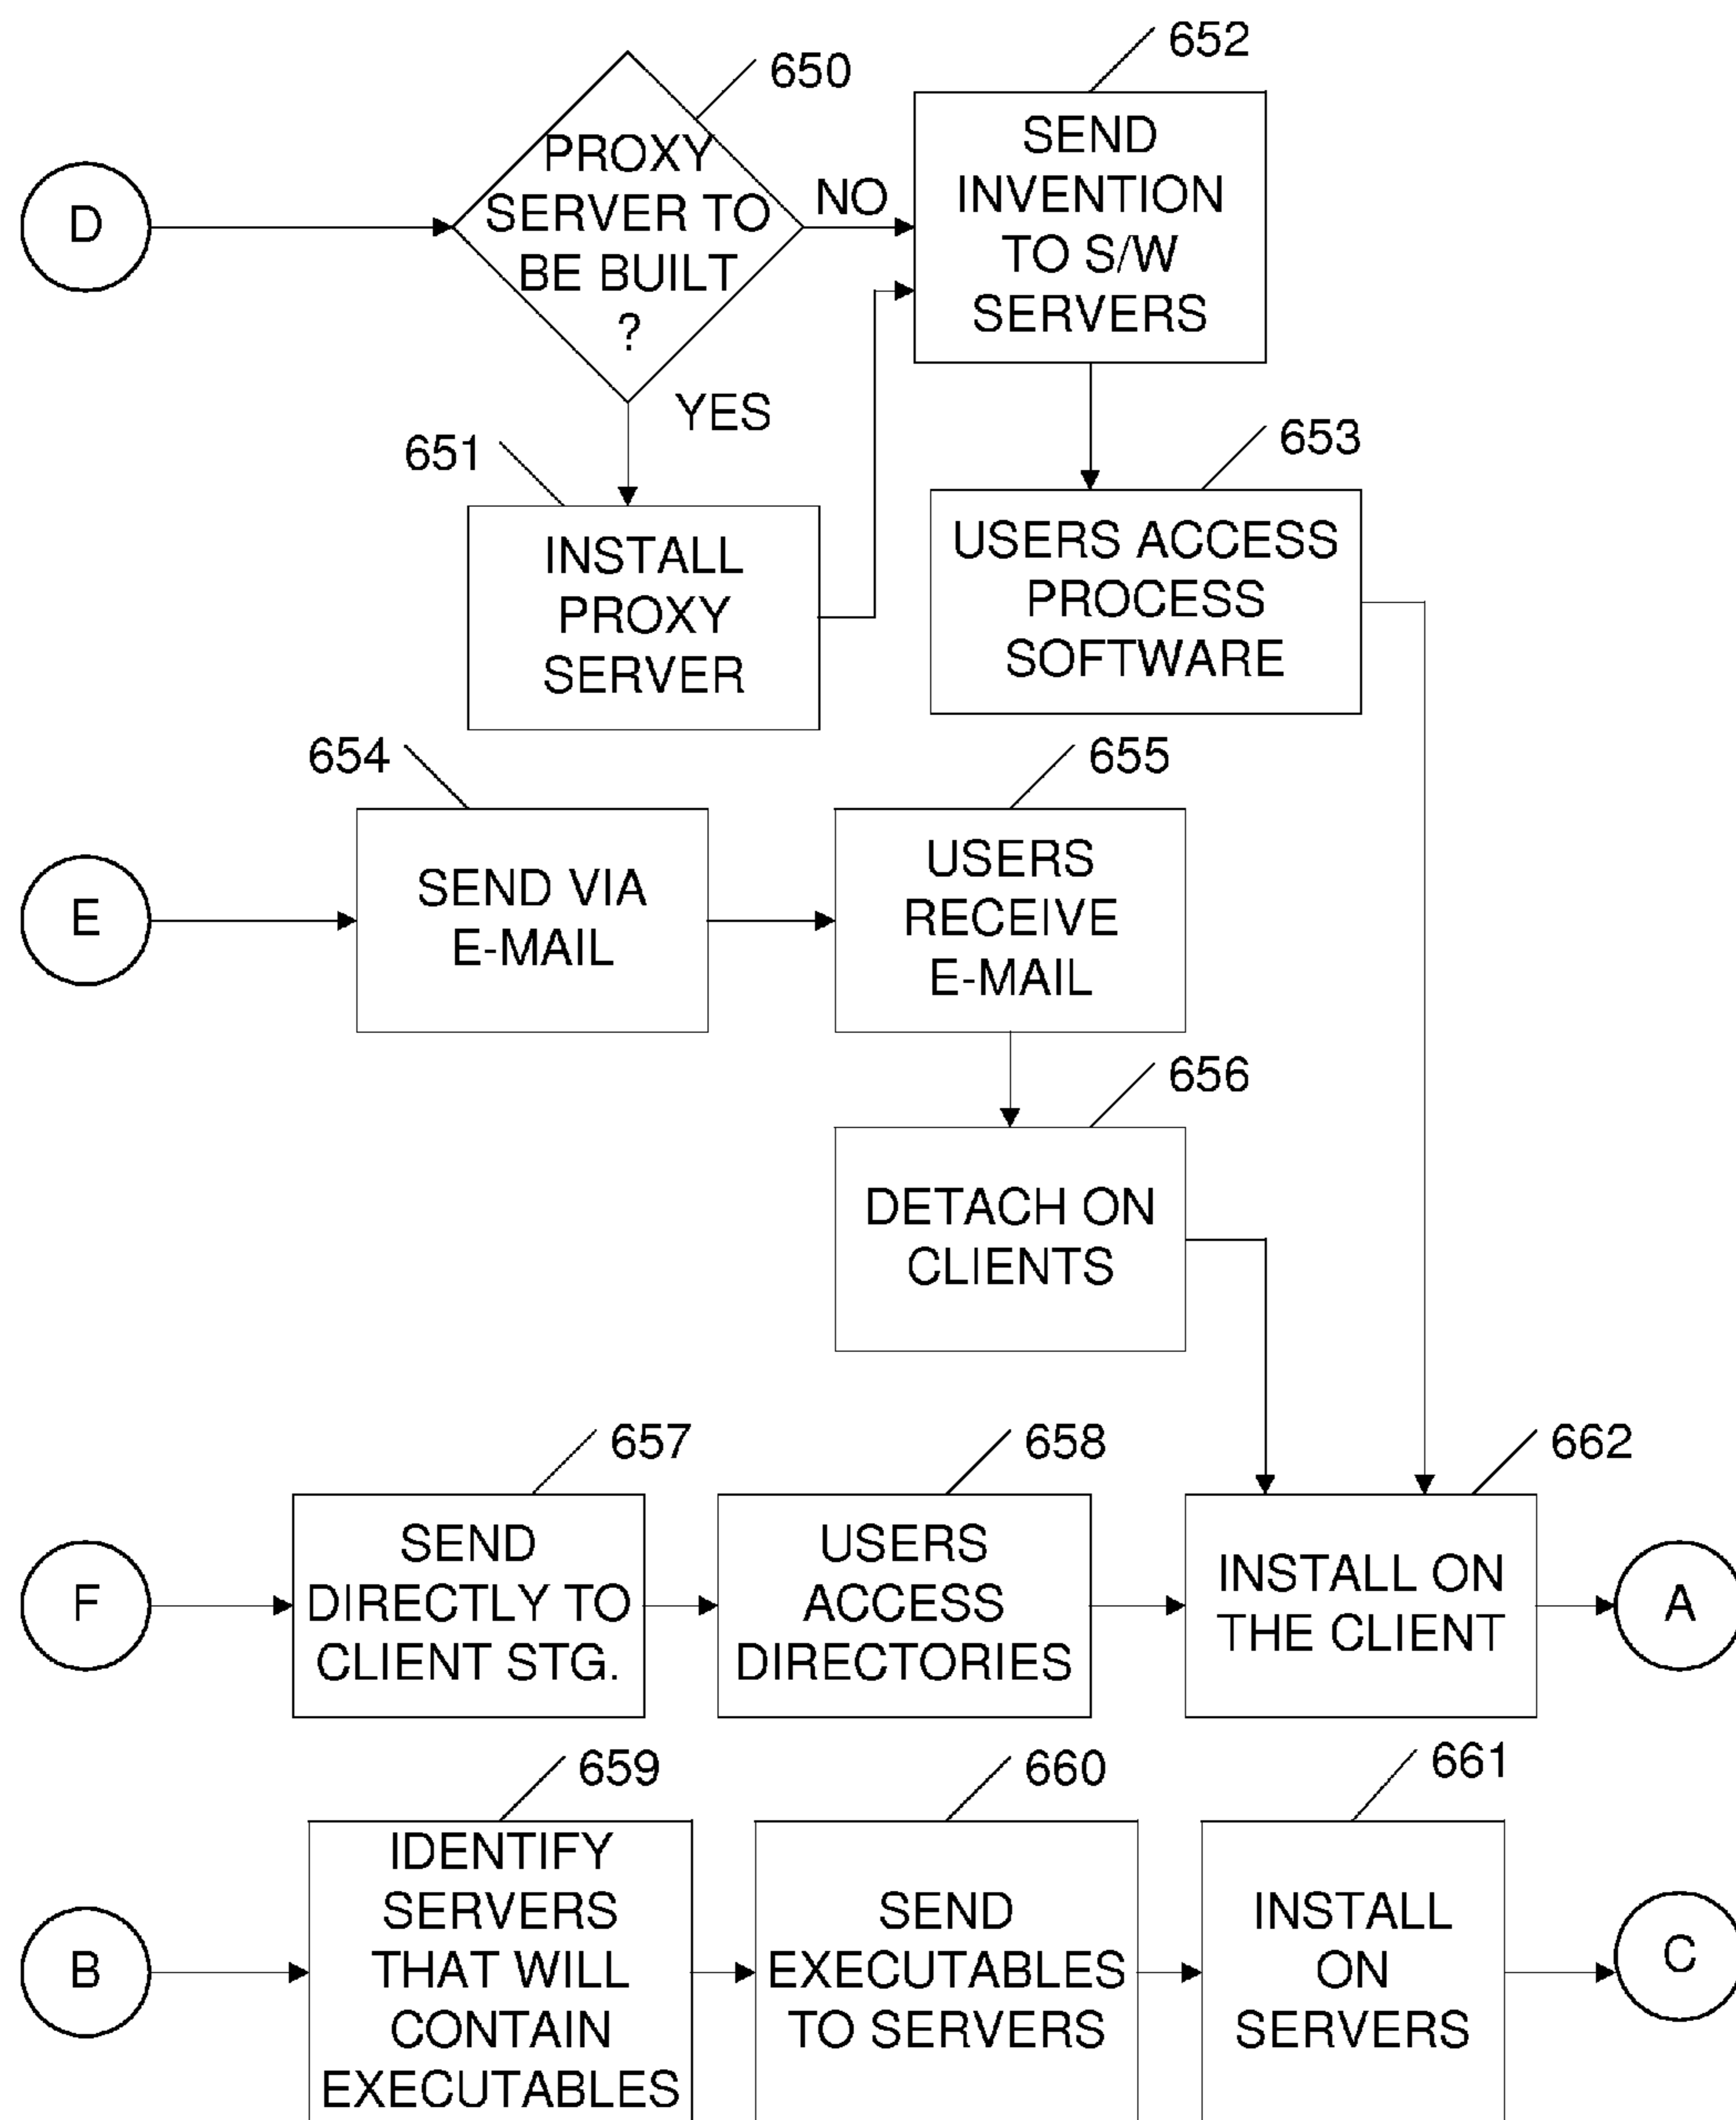 652
650
SEND
INVENTION
TO S/W
SERVERS
D
PROXY
SERVER TO
BE BUILT
?
NO
YES
651
INSTALL
PROXY
SERVER
653
USERS ACCESS
PROCESS
SOFTWARE
654
655
E
SEND VIA
E-MAIL
USERS
RECEIVE
E-MAIL
656
DETACH ON
CLIENTS
657
658
662
F
SEND
DIRECTLY TO
CLIENT STG.
USERS
ACCESS
DIRECTORIES
INSTALL ON
THE CLIENT
A
659
660
661
B
IDENTIFY
SERVERS
THAT WILL
CONTAIN
EXECUTABLES
SEND
EXECUTABLES
TO SERVERS
INSTALL
ON
SERVERS
C